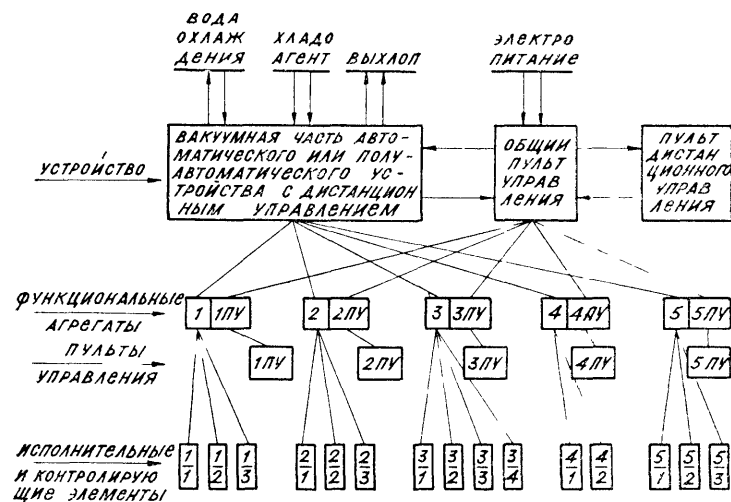 ВОДА
ОХЛАЖ
ДЕНИЯ
ХЛАДО
АГЕНТ
ВЫХЛОП
ЭЛЕКТРО
ПИТАНИЕ
УСТРОЙСТВО
ВАКУУМНАЯ ЧАСТЬ АВТО-
МАТИЧЕСКОГО ИЛИ ПОЛУ-
АВТОМАТИЧЕСКОГО УС-
ТРОЙСТВА С ДИСТАНЦИОН
НЫМ УПРАВЛЕНИЕМ
ОБЩИЙ
ПУЛЬТ
УПРАВ
ЛЕНИЯ
ПУЛЬТ
ДИСТАН
ЦИОННОГО
УПРАВ
ЛЕНИЯ
ФУНКЦИОНАЛЬНЫЕ
АГРЕГАТЫ
1 1ПУ 2 2ПУ 3 3ПУ 4 4ПУ 5 5ПУ
ПУЛЬТЫ
УПРАВЛЕНИЯ
1ПУ 2ПУ 3ПУ 4ПУ 5ПУ
ИСПОЛНИТЕЛЬНЫЕ
И КОНТРОЛИРУЮ
ЩИЕ ЭЛЕМЕНТЫ
1/1 1/2 1/3 2/1 2/2 2/3 3/1 3/2 3/3 3/4 4/1 4/2 5/1 5/2 5/3